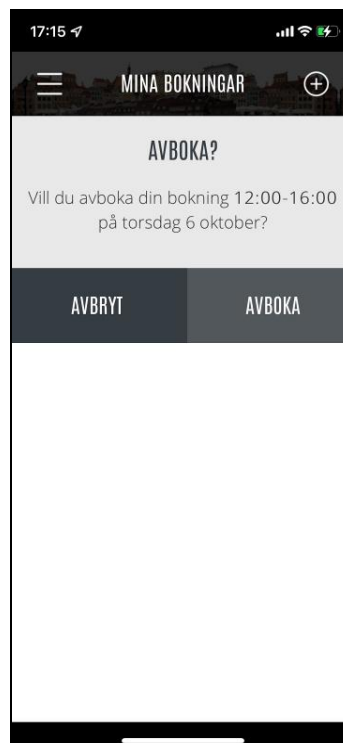 17:15
MINA BOKNINGAR
AVBOKA?
Vill du avboka din bokning 12:00-16:00
på torsdag 6 oktober?
AVBRYT AVBOKA